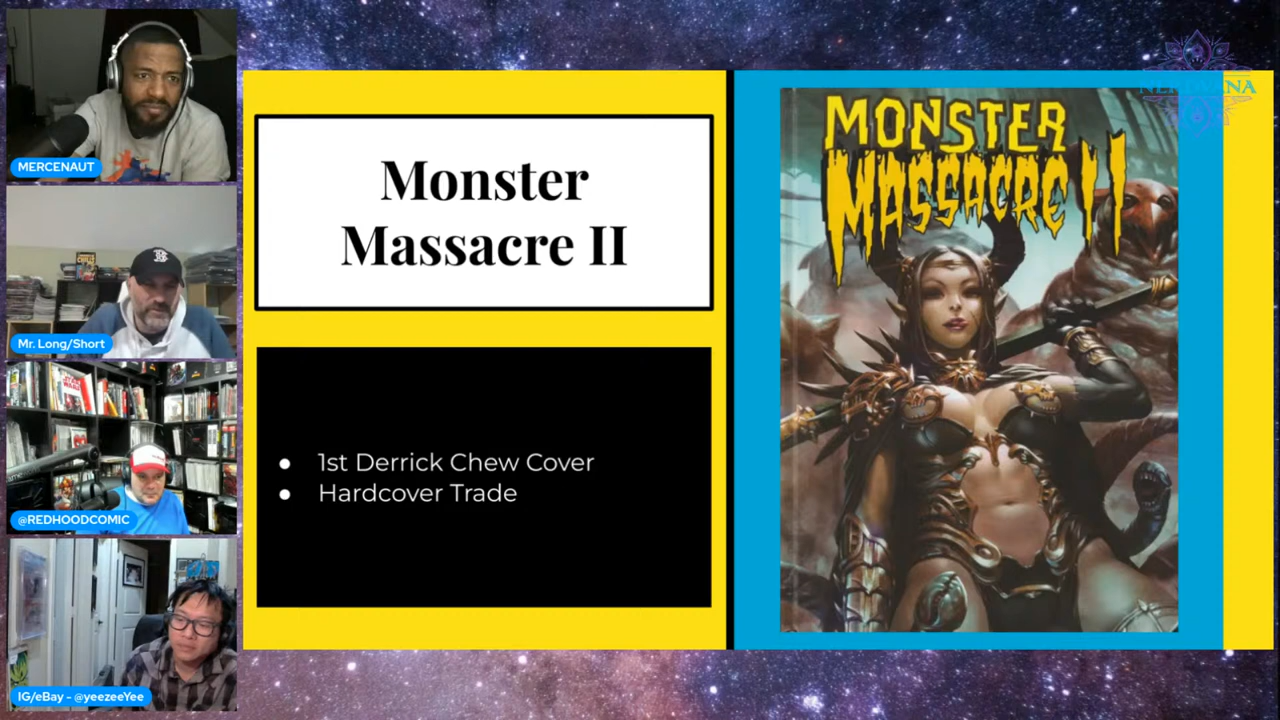 MERCENAUT
Mr. Long/Short
@REDHOODCOMIC
IG/eBay - @yeezeeYee
Monster
Massacre II
● 1st Derrick Chew Cover
● Hardcover Trade
MONSTER
MASSACRE II
NERDVANA